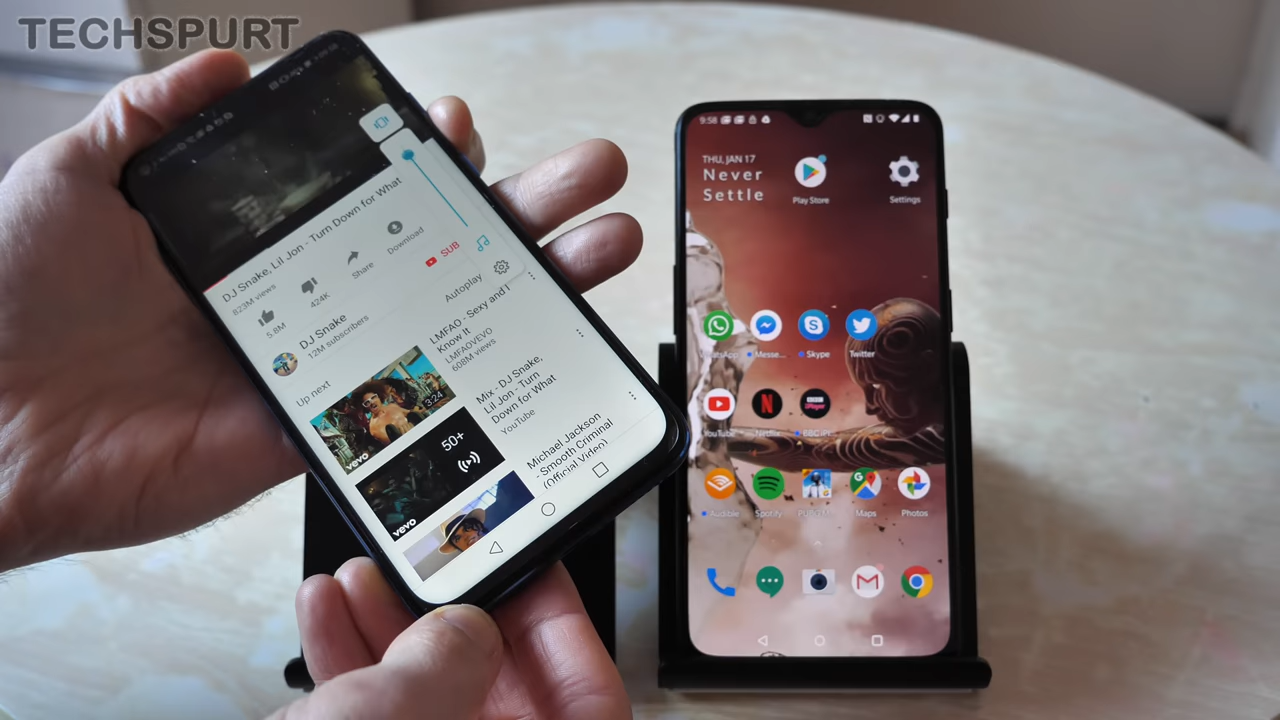 TECHSPURT
DJ Snake, Lil Jon - Turn Down for What
823M views
5.8M
424K
Share
Download
DJ Snake
12M subscribers
SUB
Up next
Autoplay
LMFAO - Sexy and I
Know It
LMFAOVEVO
608M views
3:24
vevo
Mix - DJ Snake,
Lil Jon - Turn
Down for What
YouTube
50+
vevo
Michael Jackson
Smooth Criminal
(Official Video)
9:58
THU, JAN 17
Never
Settle
Play Store
Settings
WhatsApp
Messe...
Skype
Twitter
YouTube
Netflix
Audible
Spotify
Maps
Photos